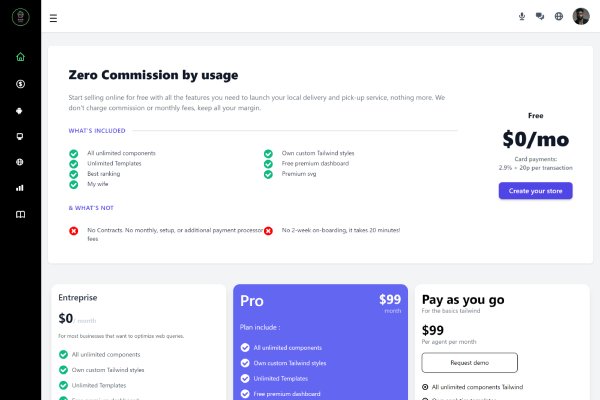 Zero Commission by usage
Start selling online for free with all the features you need to launch your local delivery and pick-up service, nothing more. We
don't charge commission or monthly fees, keep all your margin.
WHAT'S INCLUDED
All unlimited components
Own custom Tailwind styles
Unlimited Templates
Free premium dashboard
Best ranking
Premium svg
My wife
& WHAT'S NOT
No Contracts. No monthly, setup, or additional payment processor
fees
No 2-week on-boarding, it takes 20 minutes!
Free
$0/mo
Card payments:
2.9% + 20p per transaction
Create your store
Entreprise
$0 / month
For most businesses that want to optimize web queries.
All unlimited components
Own custom Tailwind styles
Unlimited Templates
Free premium dashboard
Pro
$99
month
Plan include :
All unlimited components
Own custom Tailwind styles
Unlimited Templates
Free premium dashboard
Pay as you go
For the basics tailwind
$99
Per agent per month
Request demo
All unlimited components Tailwind